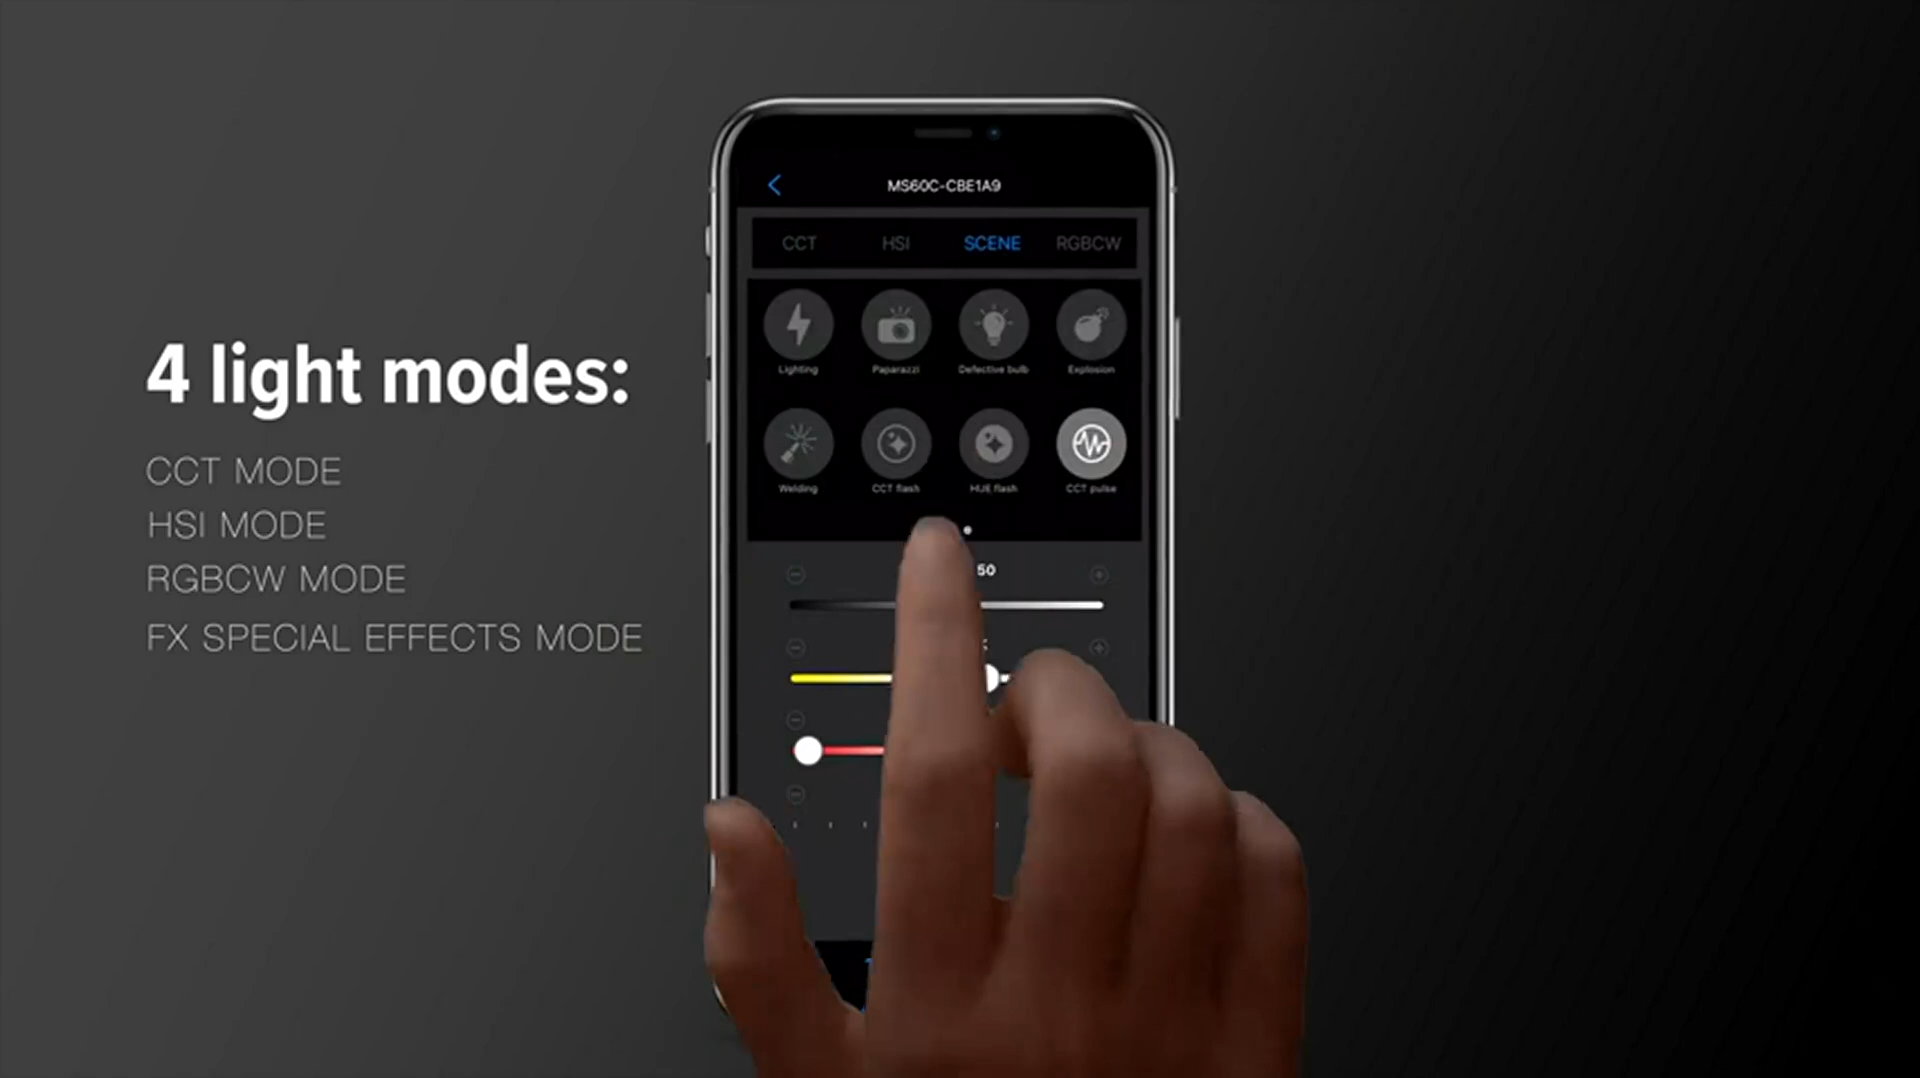 4 light modes:
CCT MODE
HSI MODE
RGBCW MODE
FX SPECIAL EFFECTS MODE
MS60C-CBE1A9
CCT HSI SCENE RGBCW
Lighting Paparazzi Defective bulb Explosion
Welding CCT flash HUE flash CCT pulse
50